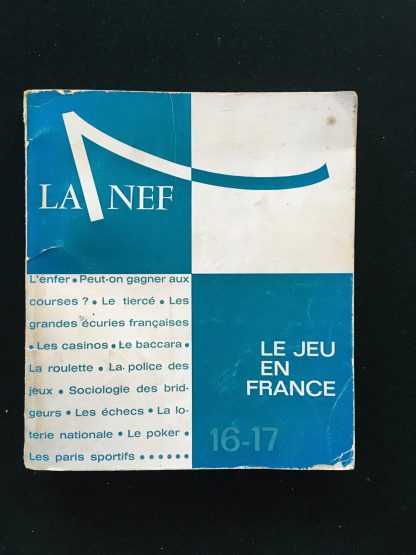 LA NEF
L'enfer • Peut-on gagner aux
courses ? • Le tiercé • Les
grandes écuries françaises
• Les casinos • Le baccara •
La roulette • La police des
jeux • Sociologie des brid-
geurs • Les échecs • La lo-
terie nationale • Le poker •
Les paris sportifs • • • • • •
LE JEU
EN
FRANCE
16-17